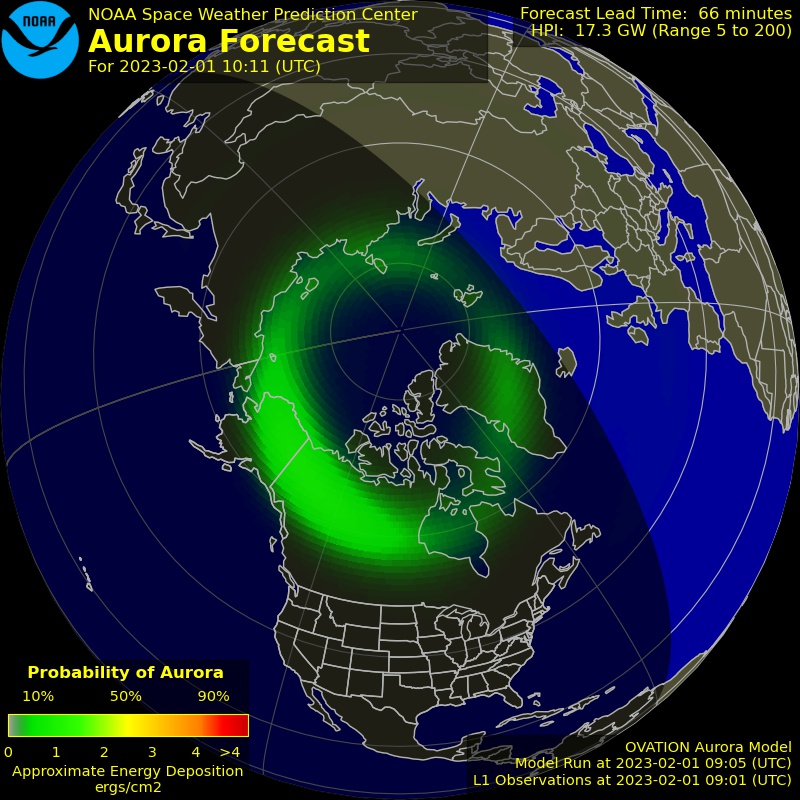 NOAA
NOAA Space Weather Prediction Center
Aurora Forecast
For 2023-02-01 10:11 (UTC)
Forecast Lead Time: 66 minutes
HPI: 17.3 GW (Range 5 to 200)
Probability of Aurora
10% 50% 90%
0 1 2 3 4 >4
Approximate Energy Deposition
ergs/cm2
OVATION Aurora Model
Model Run at 2023-02-01 09:05 (UTC)
L1 Observations at 2023-02-01 09:01 (UTC)